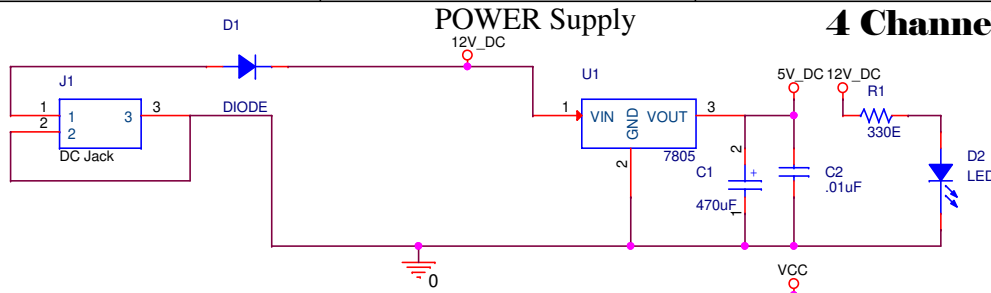 POWER Supply
4 Channe
D1
12V_DC
J1
U1
5V_DC 12V_DC
R1
1
1
3
3
DIODE
1
VIN
GND
VOUT
3
330E
2
2
DC Jack
2
7805
2
+
C1
C2
D2
.01uF
LED
470uF
1
0
VCC